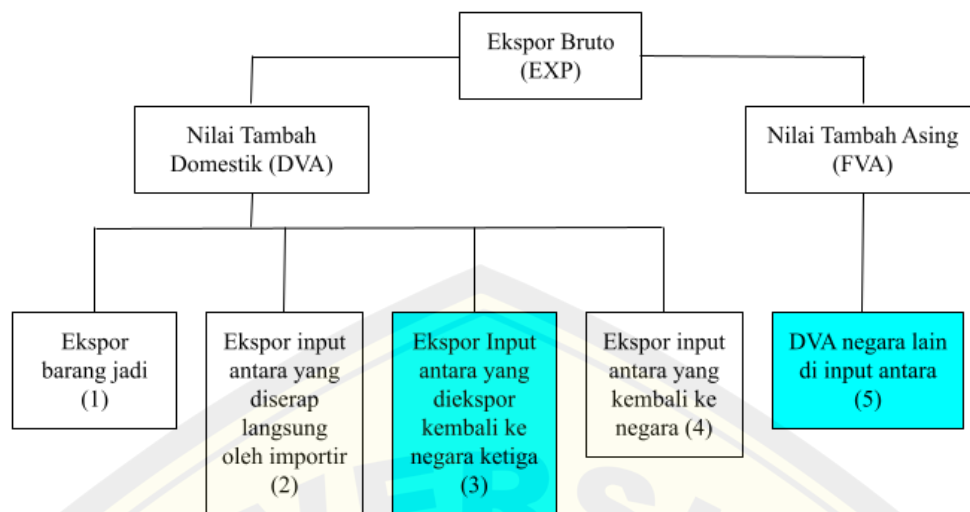 Ekspor Bruto
(EXP)
Nilai Tambah
Domestik (DVA)
Nilai Tambah Asing
(FVA)
Ekspor
barang jadi
(1)
Ekspor input
antara yang
diserap
langsung
oleh importir
(2)
Ekspor Input
antara yang
diekspor
kembali ke
negara ketiga
(3)
Ekspor input
antara yang
kembali ke
negara (4)
DVA negara lain
di input antara
(5)